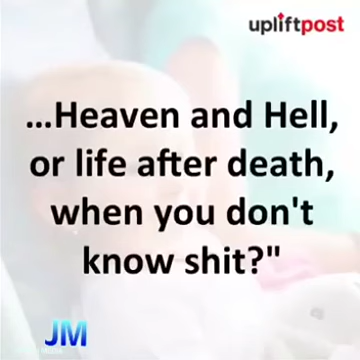 upliftpost
...Heaven and Hell,
or life after death,
when you don't
know shit?"
JM